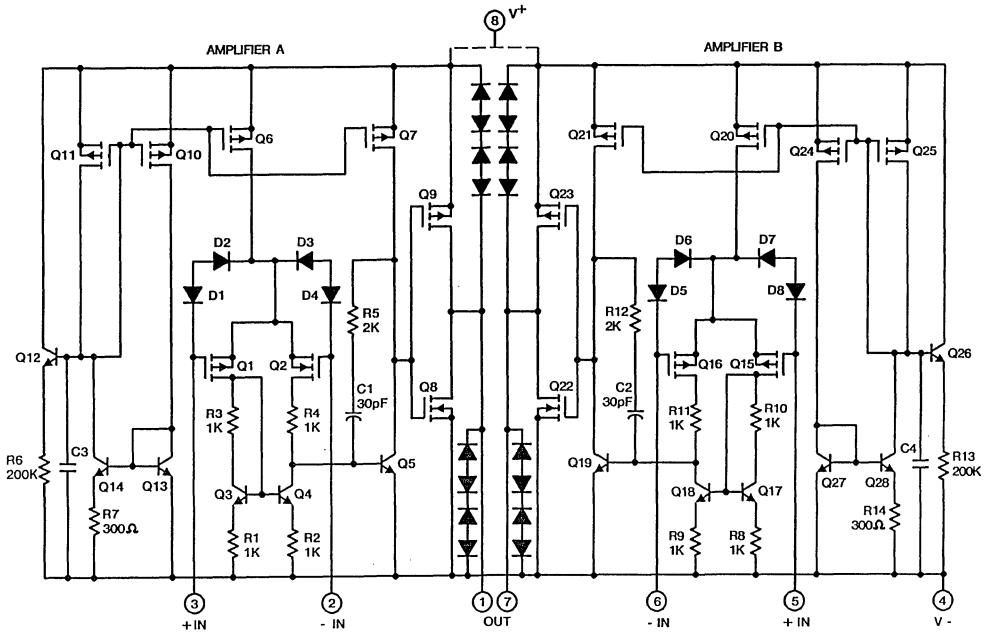 8 V+
AMPLIFIER A
AMPLIFIER B
Q11
Q10
Q6
Q7
Q21
Q20
Q24
Q25
Q9
Q23
D2
D3
D6
D7
D1
D4
D5
D8
R5
2K
R12
2K
Q12
Q1
Q2
Q16
Q15
Q26
Q8
Q22
C1
30pF
C2
30pF
R3
1K
R4
1K
R11
1K
R10
1K
R6
200K
C3
Q14
Q13
Q5
Q19
Q3
Q4
Q18
Q17
Q27
Q28
C4
R13
200K
R7
300Ω
R14
300Ω
R1
1K
R2
1K
R9
1K
R8
1K
3
2
1
7
6
5
4
+ IN
- IN
OUT
- IN
+ IN
V -